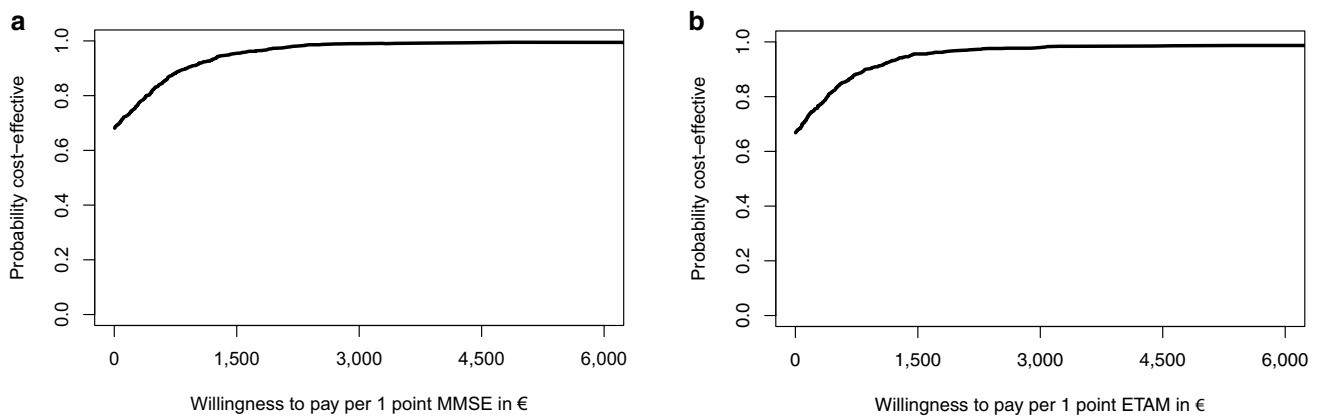 a
Probability cost–effective
1.0
0.8
0.6
0.4
0.2
0.0
0 1,500 3,000 4,500 6,000
Willingness to pay per 1 point MMSE in €
b
Probability cost–effective
1.0
0.8
0.6
0.4
0.2
0.0
0 1,500 3,000 4,500 6,000
Willingness to pay per 1 point ETAM in €